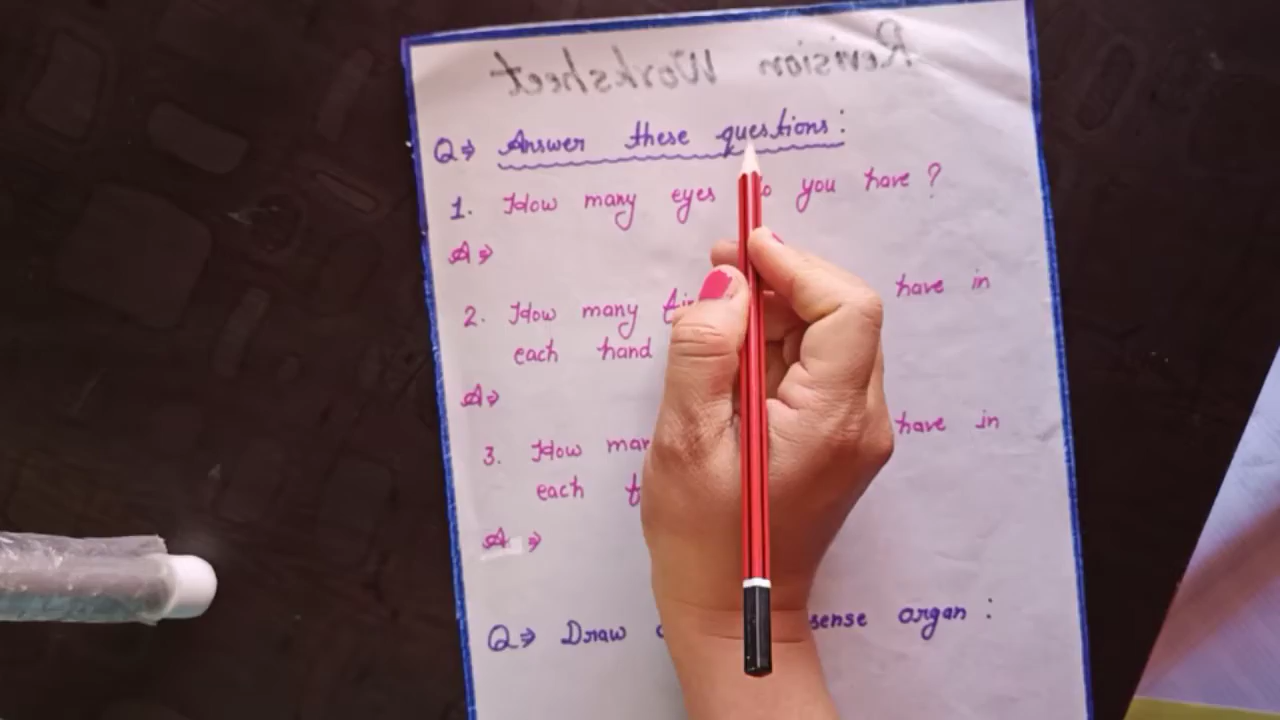 Revision Worksheet
Q⇒ Answer these questions:
1. How many eyes do you have?
A⇒
2. How many have in
each hand
A⇒
3. How have in
each
A⇒
Q⇒ Draw sense organ: